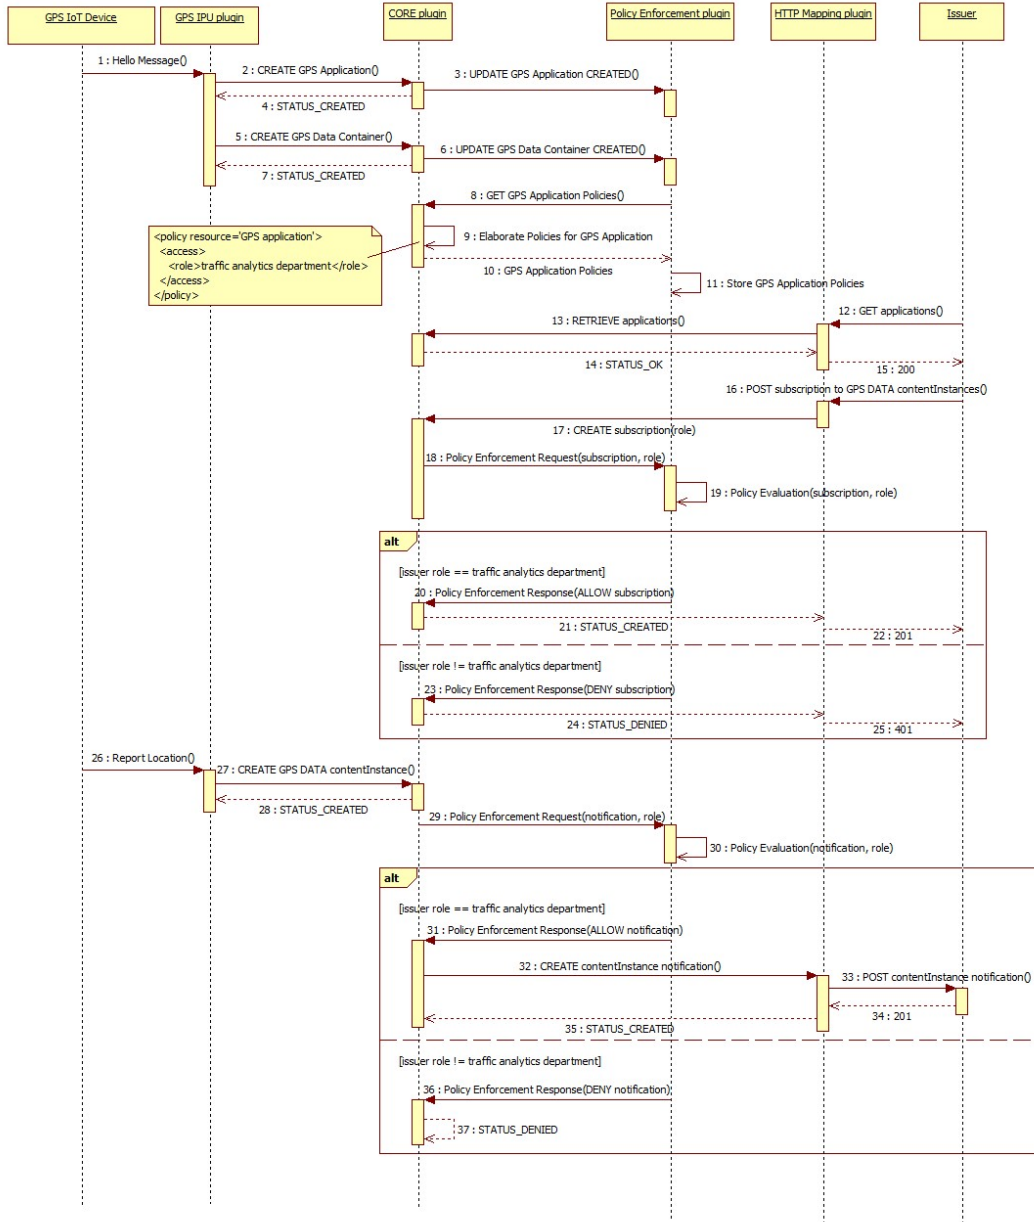 GPS IoT Device
GPS IPU plugin
CORE plugin
Policy Enforcement plugin
HTTP Mapping plugin
Issuer
1 : Hello Message()
2 : CREATE GPS Application()
3 : UPDATE GPS Application CREATED()
4 : STATUS_CREATED
5 : CREATE GPS Data Container()
6 : UPDATE GPS Data Container CREATED()
7 : STATUS_CREATED
8 : GET GPS Application Policies()
<policy resource='GPS application'>
<access>
<role>traffic analytics department</role>
</access>
</policy>
9 : Elaborate Policies for GPS Application
10 : GPS Application Policies
11 : Store GPS Application Policies
12 : GET applications()
13 : RETRIEVE applications()
14 : STATUS_OK
15 : 200
16 : POST subscription to GPS DATA contentInstances()
17 : CREATE subscription(role)
18 : Policy Enforcement Request(subscription, role)
19 : Policy Evaluation(subscription, role)
alt
[issuer role == traffic analytics department]
20 : Policy Enforcement Response(ALLOW subscription)
21 : STATUS_CREATED
22 : 201
[issuer role != traffic analytics department]
23 : Policy Enforcement Response(DENY subscription)
24 : STATUS_DENIED
25 : 401
26 : Report Location()
27 : CREATE GPS DATA contentInstance()
28 : STATUS_CREATED
29 : Policy Enforcement Request(notification, role)
30 : Policy Evaluation(notification, role)
alt
[issuer role == traffic analytics department]
31 : Policy Enforcement Response(ALLOW notification)
32 : CREATE contentInstance notification()
33 : POST contentInstance notification()
34 : 201
35 : STATUS_CREATED
[issuer role != traffic analytics department]
36 : Policy Enforcement Response(DENY notification)
37 : STATUS_DENIED